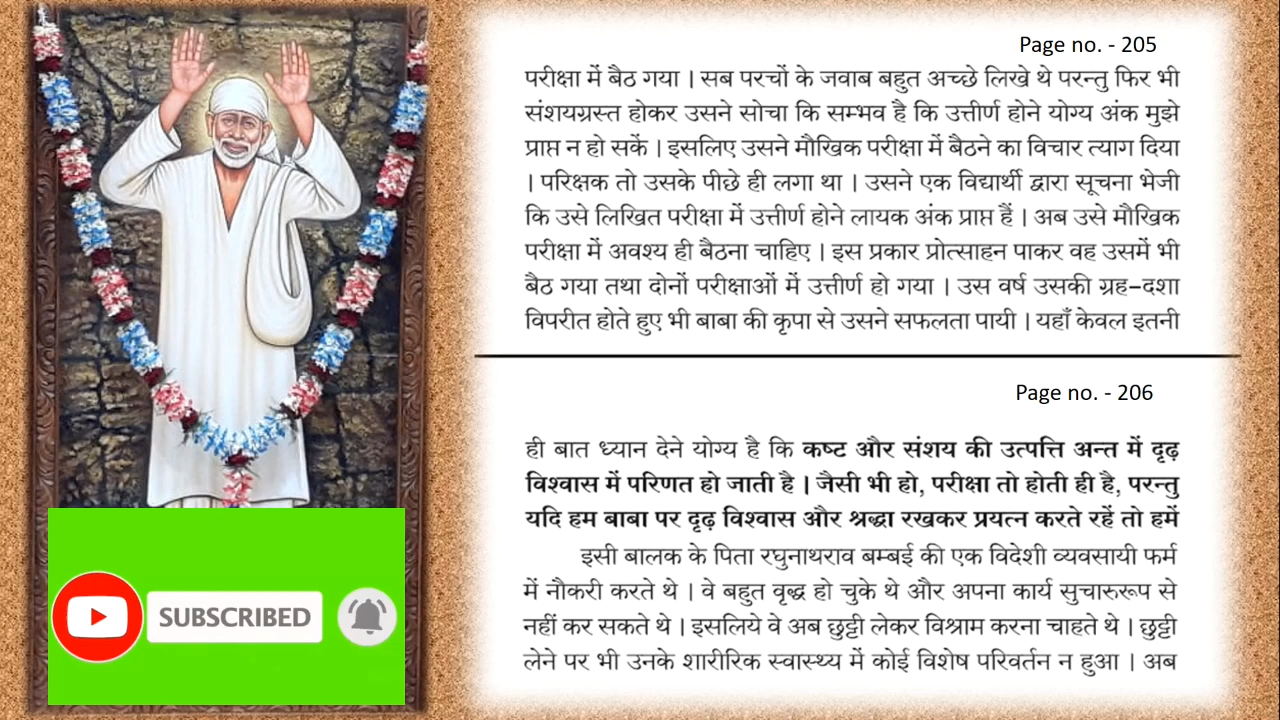 Page no. - 205
परीक्षा में बैठ गया । सब परचों के जवाब बहुत अच्छे लिखे थे परन्तु फिर भी
संशयग्रस्त होकर उसने सोचा कि सम्भव है कि उत्तीर्ण होने योग्य अंक मुझे
प्राप्त न हो सकें । इसलिए उसने मौखिक परीक्षा में बैठने का विचार त्याग दिया
। परिक्षक तो उसके पीछे ही लगा था । उसने एक विद्यार्थी द्वारा सूचना भेजी
कि उसे लिखित परीक्षा में उत्तीर्ण होने लायक अंक प्राप्त हैं । अब उसे मौखिक
परीक्षा में अवश्य ही बैठना चाहिए । इस प्रकार प्रोत्साहन पाकर वह उसमें भी
बैठ गया तथा दोनों परीक्षाओं में उत्तीर्ण हो गया । उस वर्ष उसकी ग्रह-दशा
विपरीत होते हुए भी बाबा की कृपा से उसने सफलता पायी । यहाँ केवल इतनी
Page no. - 206
ही बात ध्यान देने योग्य है कि कष्ट और संशय की उत्पत्ति अन्त में दृढ़
विश्वास में परिणत हो जाती है । जैसी भी हो, परीक्षा तो होती ही है, परन्तु
यदि हम बाबा पर दृढ़ विश्वास और श्रद्धा रखकर प्रयत्न करते रहें तो हमें
इसी बालक के पिता रघुनाथराव बम्बई की एक विदेशी व्यवसायी फर्म
में नौकरी करते थे । वे बहुत वृद्ध हो चुके थे और अपना कार्य सुचारुरूप से
नहीं कर सकते थे । इसलिये वे अब छुट्टी लेकर विश्राम करना चाहते थे । छुट्टी
लेने पर भी उनके शारीरिक स्वास्थ्य में कोई विशेष परिवर्तन न हुआ । अब
SUBSCRIBED